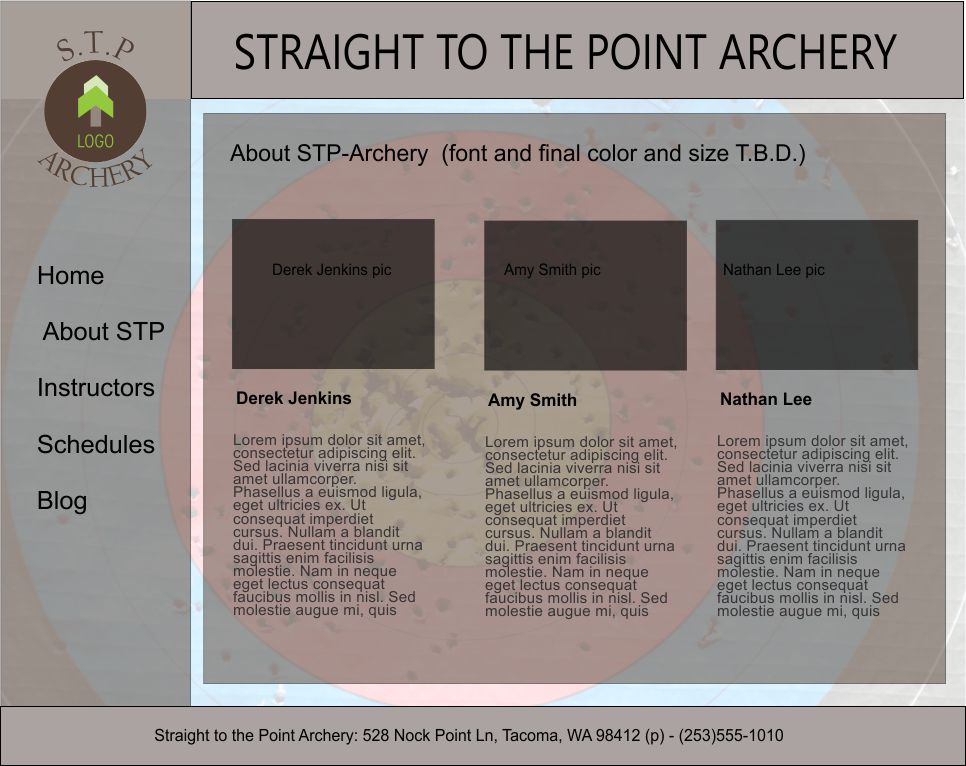 S.T.P
LOGO
ARCHERY
STRAIGHT TO THE POINT ARCHERY
Home
About STP
Instructors
Schedules
Blog
About STP-Archery (font and final color and size T.B.D.)
Derek Jenkins pic
Derek Jenkins
Lorem ipsum dolor sit amet,
consectetur adipiscing elit.
Sed lacinia viverra nisi sit
amet ullamcorper.
Phasellus a euismod ligula,
eget ultricies ex. Ut
consequat imperdiet
cursus. Nullam a blandit
dui. Praesent tincidunt urna
sagittis enim facilisis
molestie. Nam in neque
eget lectus consequat
faucibus mollis in nisl. Sed
molestie augue mi, quis
Amy Smith pic
Amy Smith
Lorem ipsum dolor sit amet,
consectetur adipiscing elit.
Sed lacinia viverra nisi sit
amet ullamcorper.
Phasellus a euismod ligula,
eget ultricies ex. Ut
consequat imperdiet
cursus. Nullam a blandit
dui. Praesent tincidunt urna
sagittis enim facilisis
molestie. Nam in neque
eget lectus consequat
faucibus mollis in nisl. Sed
molestie augue mi, quis
Nathan Lee pic
Nathan Lee
Lorem ipsum dolor sit amet,
consectetur adipiscing elit.
Sed lacinia viverra nisi sit
amet ullamcorper.
Phasellus a euismod ligula,
eget ultricies ex. Ut
consequat imperdiet
cursus. Nullam a blandit
dui. Praesent tincidunt urna
sagittis enim facilisis
molestie. Nam in neque
eget lectus consequat
faucibus mollis in nisl. Sed
molestie augue mi, quis
Straight to the Point Archery: 528 Nock Point Ln, Tacoma, WA 98412 (p) - (253)555-1010